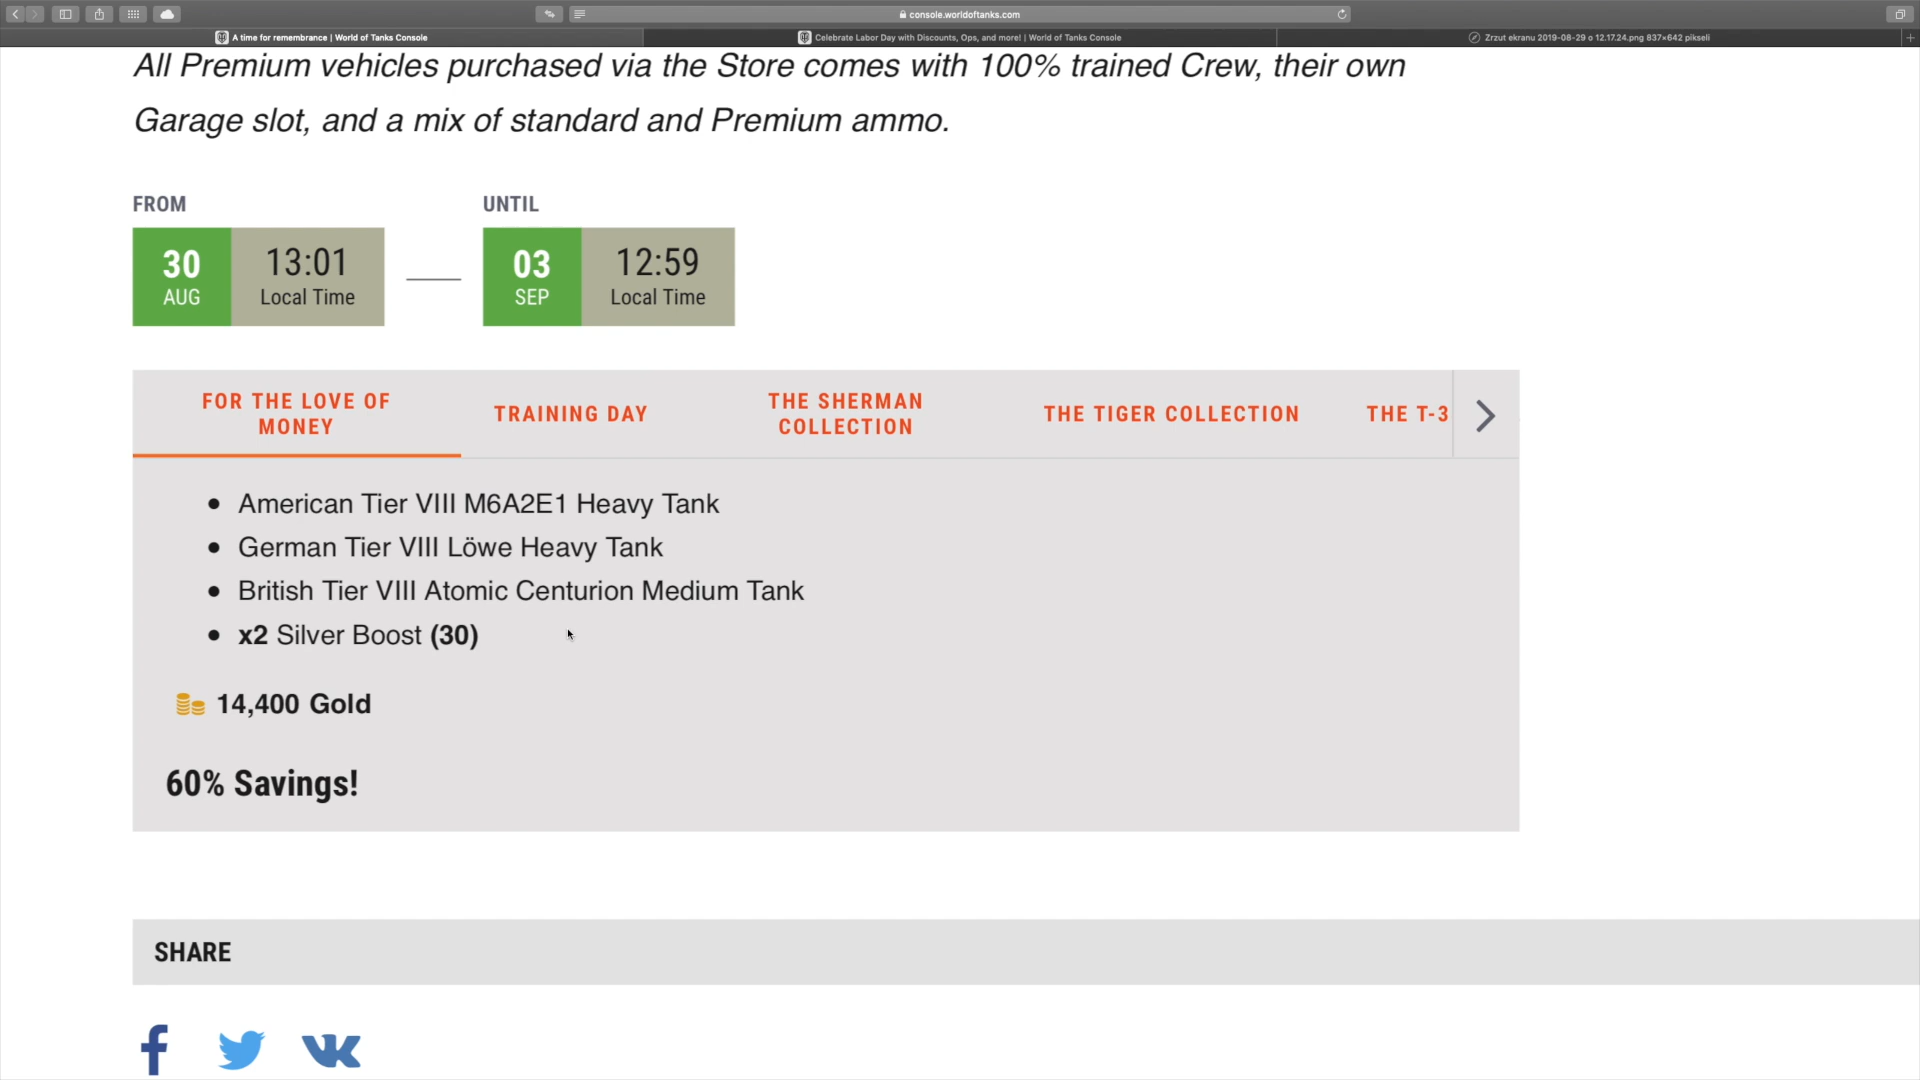 console.worldoftanks.com
A time for remembrance | World of Tanks Console
Celebrate Labor Day with Discounts, Ops, and more! | World of Tanks Console
Zrzut ekranu 2019-08-29 o 12.17.24.png 837×642 pikseli
All Premium vehicles purchased via the Store comes with 100% trained Crew, their own
Garage slot, and a mix of standard and Premium ammo.
FROM
UNTIL
30
AUG
13:01
Local Time
03
SEP
12:59
Local Time
FOR THE LOVE OF
MONEY
TRAINING DAY
THE SHERMAN
COLLECTION
THE TIGER COLLECTION
THE T-3
American Tier VIII M6A2E1 Heavy Tank
German Tier VIII Löwe Heavy Tank
British Tier VIII Atomic Centurion Medium Tank
x2 Silver Boost (30)
14,400 Gold
60% Savings!
SHARE